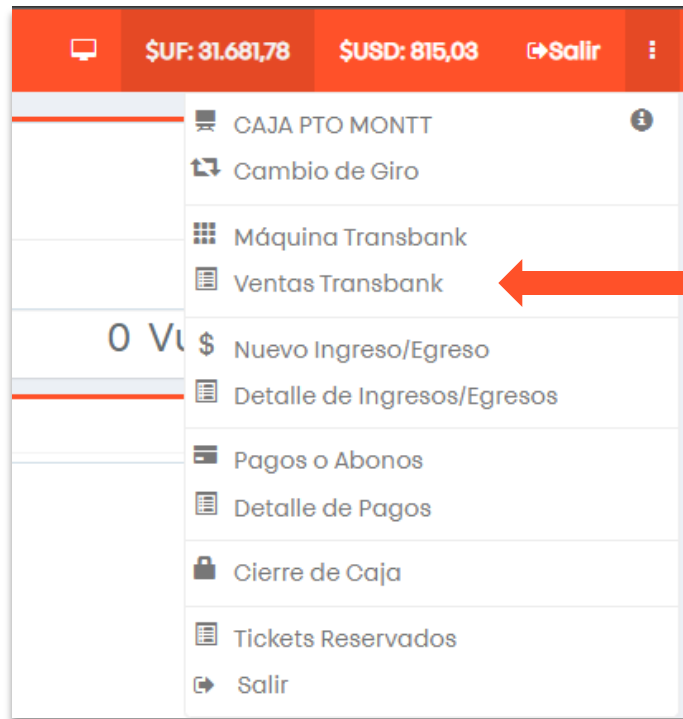 $UF: 31.681,78 $USD: 815,03 Salir
CAJA PTO MONTT
Cambio de Giro
Máquina Transbank
Ventas Transbank
0
$ Nuevo Ingreso/Egreso
Detalle de Ingresos/Egresos
Pagos o Abonos
Detalle de Pagos
Cierre de Caja
Tickets Reservados
Salir